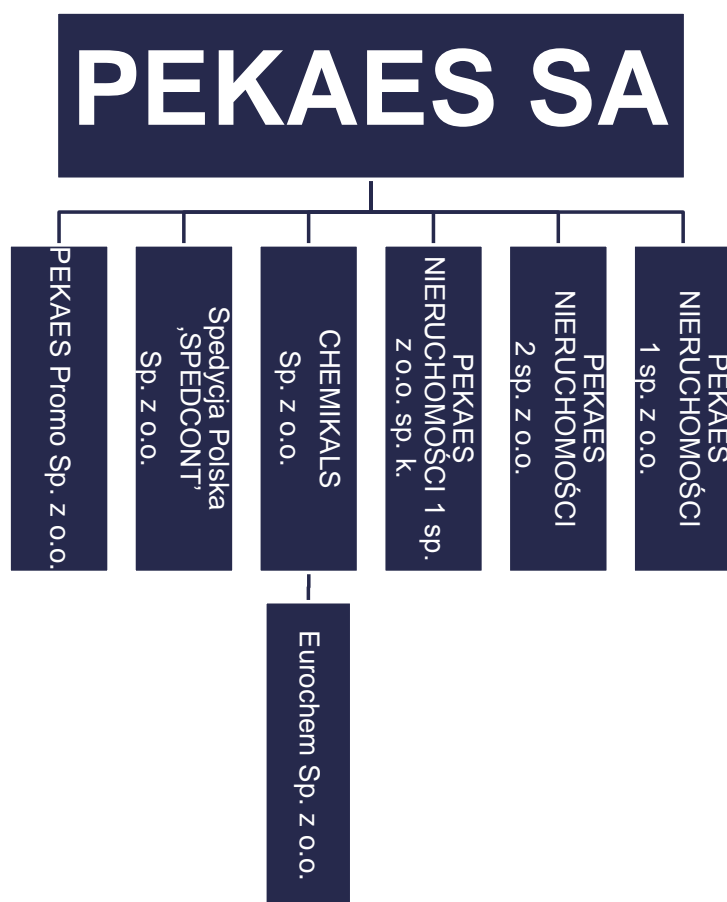 PEKAES SA
PEKAES Promo Sp. z o.o.
Spedycja Polska
‚SPEDCONT’
Sp. z o.o.
CHEMIKALS
Sp. z o.o.
PEKAES
NIERUCHOMOŚCI 1 sp.
z o.o. sp. k.
PEKAES
NIERUCHOMOŚCI
2 sp. z o.o.
PEKAES
NIERUCHOMOŚCI
1 sp. z o.o.
Eurochem Sp. z o.o.